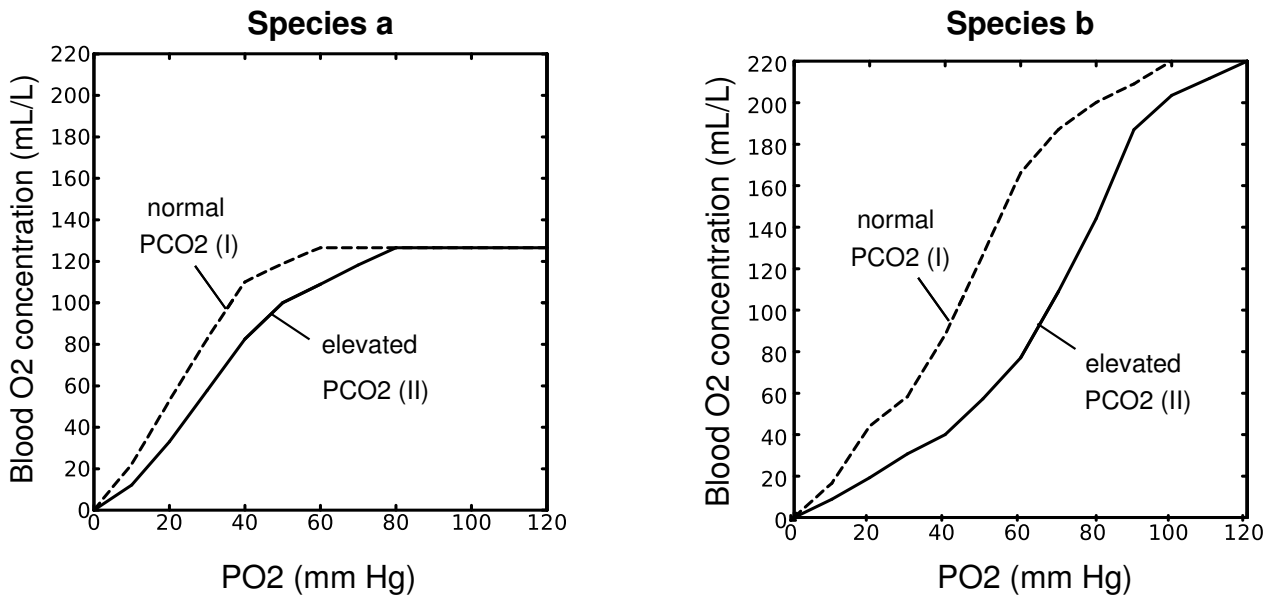 Species a
220
200
180
160
140
120
100
80
60
40
20
0
0 20 40 60 80 100 120
Blood O2 concentration (mL/L)
normal
PCO2 (I)
elevated
PCO2 (II)
PO2 (mm Hg)
Species b
220
200
180
160
140
120
100
80
60
40
20
0
0 20 40 60 80 100 120
Blood O2 concentration (mL/L)
normal
PCO2 (I)
elevated
PCO2 (II)
PO2 (mm Hg)